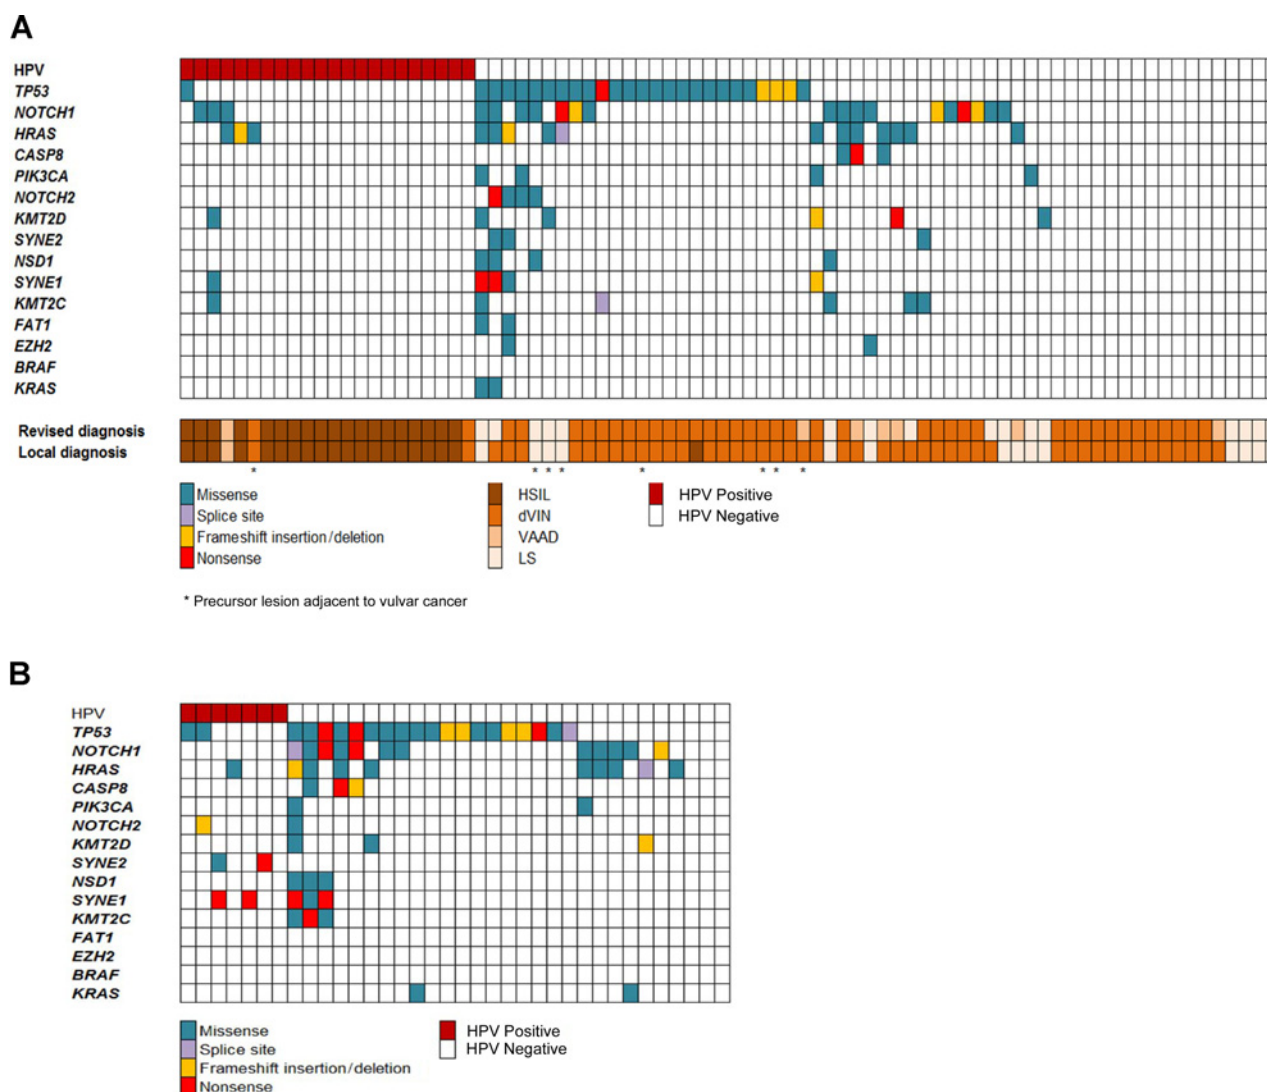 A
HPV
TP53
NOTCH1
HRAS
CASP8
PIK3CA
NOTCH2
KMT2D
SYNE2
NSD1
SYNE1
KMT2C
FAT1
EZH2
BRAF
KRAS
Revised diagnosis
Local diagnosis
* * * * * * * *
Missense HSIL HPV Positive
Splice site dVIN HPV Negative
Frameshift insertion/deletion VAAD
Nonsense LS
* Precursor lesion adjacent to vulvar cancer
B
HPV
TP53
NOTCH1
HRAS
CASP8
PIK3CA
NOTCH2
KMT2D
SYNE2
NSD1
SYNE1
KMT2C
FAT1
EZH2
BRAF
KRAS
Missense HPV Positive
Splice site HPV Negative
Frameshift insertion/deletion
Nonsense